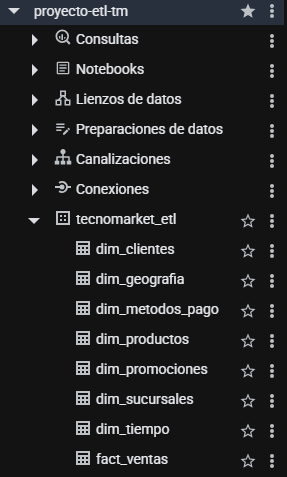 proyecto-etl-tm
Consultas
Notebooks
Lienzos de datos
Preparaciones de datos
Canalizaciones
Conexiones
tecnomarket_etl
dim_clientes
dim_geografia
dim_metodos_pago
dim_productos
dim_promociones
dim_sucursales
dim_tiempo
fact_ventas